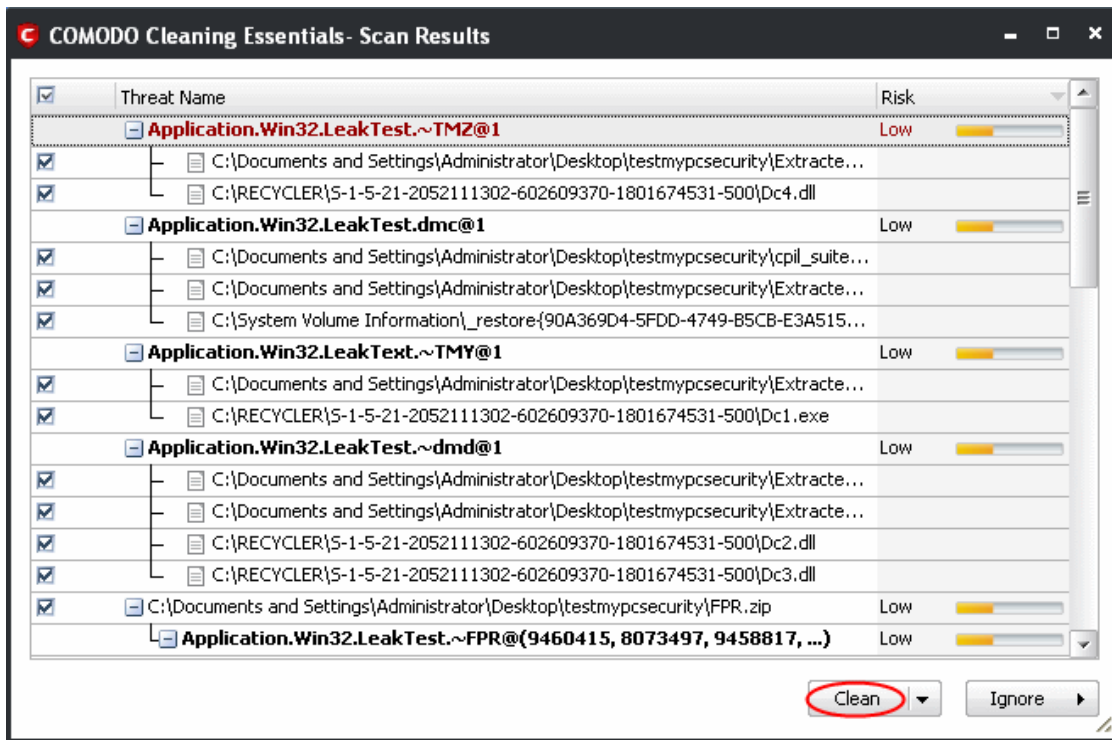 COMODO Cleaning Essentials- Scan Results
Threat Name Risk
Application.Win32.LeakTest.~TMZ@1 Low
C:\Documents and Settings\Administrator\Desktop\testmypcsecurity\Extracte...
C:\RECYCLER\S-1-5-21-2052111302-602609370-1801674531-500\Dc4.dll
Application.Win32.LeakTest.dmc@1 Low
C:\Documents and Settings\Administrator\Desktop\testmypcsecurity\cpil_suite...
C:\Documents and Settings\Administrator\Desktop\testmypcsecurity\Extracte...
C:\System Volume Information\_restore{90A369D4-5FDD-4749-B5CB-E3A515...
Application.Win32.LeakText.~TMY@1 Low
C:\Documents and Settings\Administrator\Desktop\testmypcsecurity\Extracte...
C:\RECYCLER\S-1-5-21-2052111302-602609370-1801674531-500\Dc1.exe
Application.Win32.LeakTest.~dmd@1 Low
C:\Documents and Settings\Administrator\Desktop\testmypcsecurity\Extracte...
C:\Documents and Settings\Administrator\Desktop\testmypcsecurity\Extracte...
C:\RECYCLER\S-1-5-21-2052111302-602609370-1801674531-500\Dc2.dll
C:\RECYCLER\S-1-5-21-2052111302-602609370-1801674531-500\Dc3.dll
C:\Documents and Settings\Administrator\Desktop\testmypcsecurity\FPR.zip Low
Application.Win32.LeakTest.~FPR@(9460415, 8073497, 9458817, ...) Low
Clean Ignore